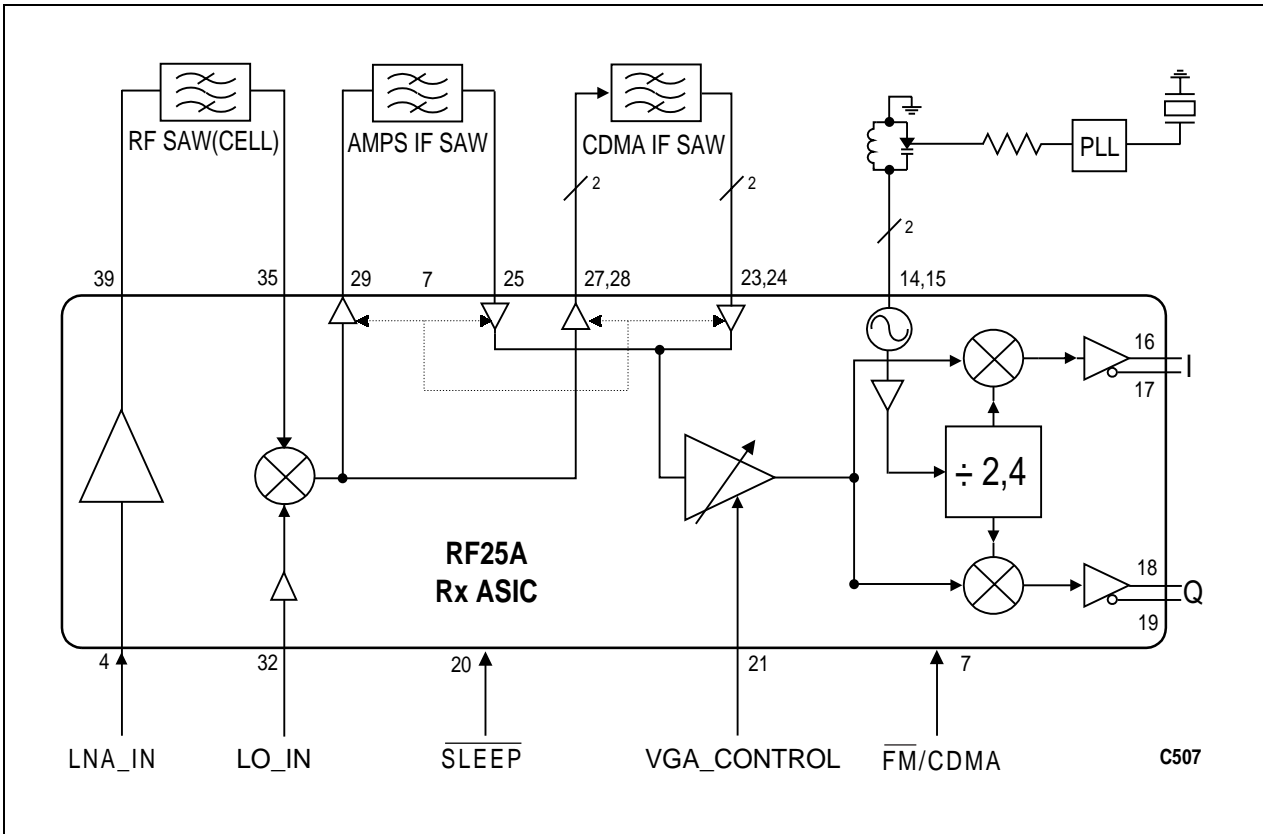 RF SAW(CELL)
AMPS IF SAW
CDMA IF SAW
PLL
2
2
2
39
35
29
7
25
27,28
23,24
14,15
16
I
17
÷ 2,4
RF25A
Rx ASIC
18
Q
19
4
32
20
21
7
LNA_IN
LO_IN
SLEEP
VGA_CONTROL
FM/CDMA
C507